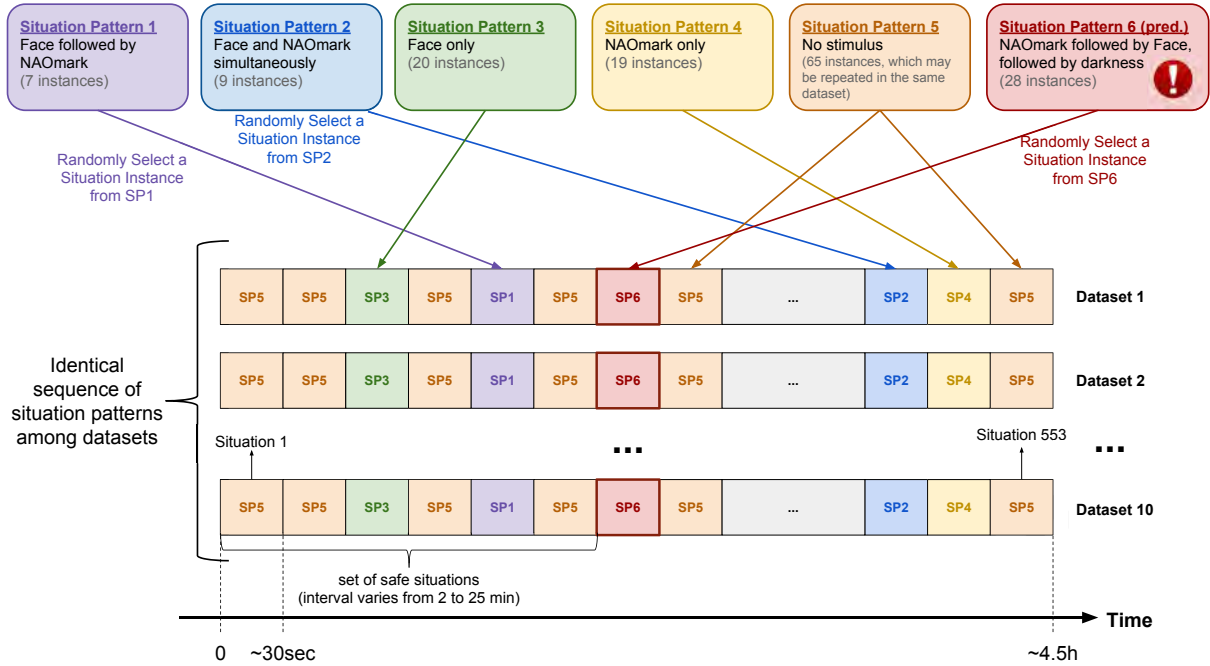 Situation Pattern 1
Face followed by
NAOmark
(7 instances)
Situation Pattern 2
Face and NAOmark
simultaneously
(9 instances)
Situation Pattern 3
Face only
(20 instances)
Situation Pattern 4
NAOmark only
(19 instances)
Situation Pattern 5
No stimulus
(65 instances, which may
be repeated in the same
dataset)
Situation Pattern 6 (pred.)
NAOmark followed by Face,
followed by darkness
(28 instances)
Randomly Select a
Situation Instance
from SP1
Randomly Select a
Situation Instance
from SP2
Randomly Select a
Situation Instance
from SP6
Identical
sequence of
situation patterns
among datasets
SP5 SP5 SP3 SP5 SP1 SP5 SP6 SP5 ... SP2 SP4 SP5 Dataset 1
SP5 SP5 SP3 SP5 SP1 SP5 SP6 SP5 ... SP2 SP4 SP5 Dataset 2
Situation 1 ... Situation 553 ...
SP5 SP5 SP3 SP5 SP1 SP5 SP6 SP5 ... SP2 SP4 SP5 Dataset 10
set of safe situations
(interval varies from 2 to 25 min)
Time
0 ~30sec ~4.5h